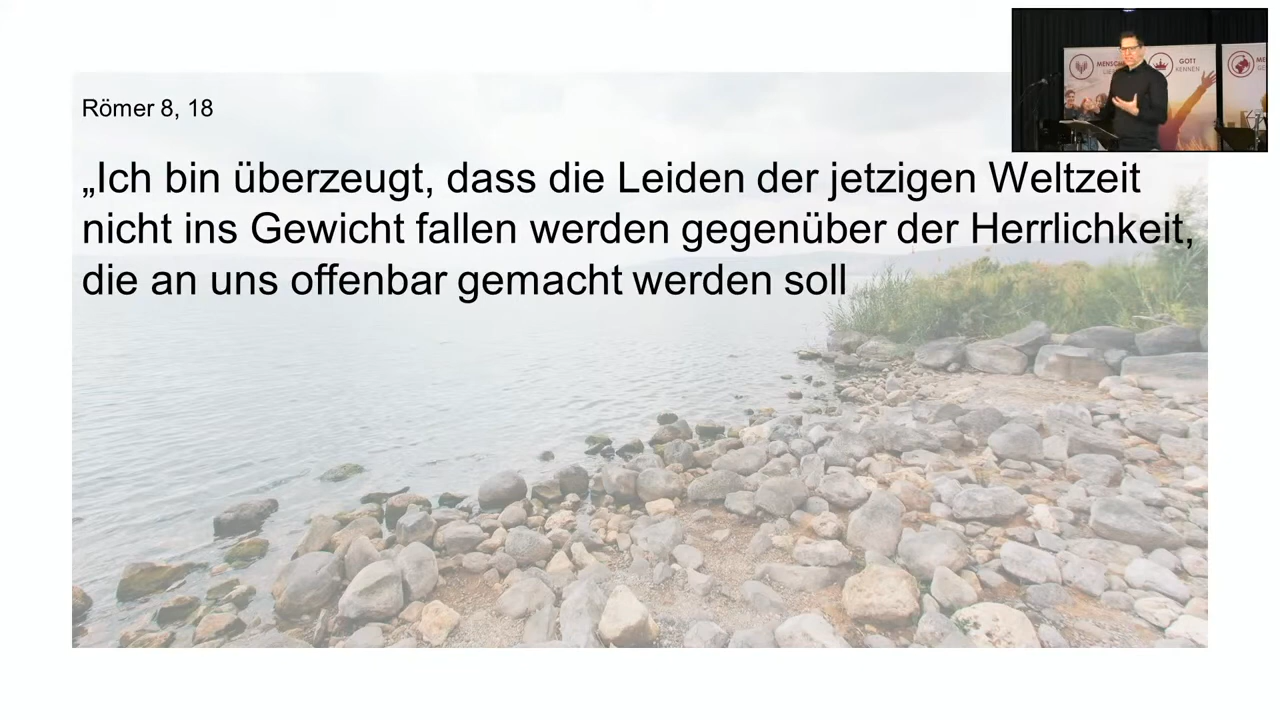 Römer 8, 18
„Ich bin überzeugt, dass die Leiden der jetzigen Weltzeit
nicht ins Gewicht fallen werden gegenüber der Herrlichkeit,
die an uns offenbar gemacht werden soll
GOTT
KENNEN